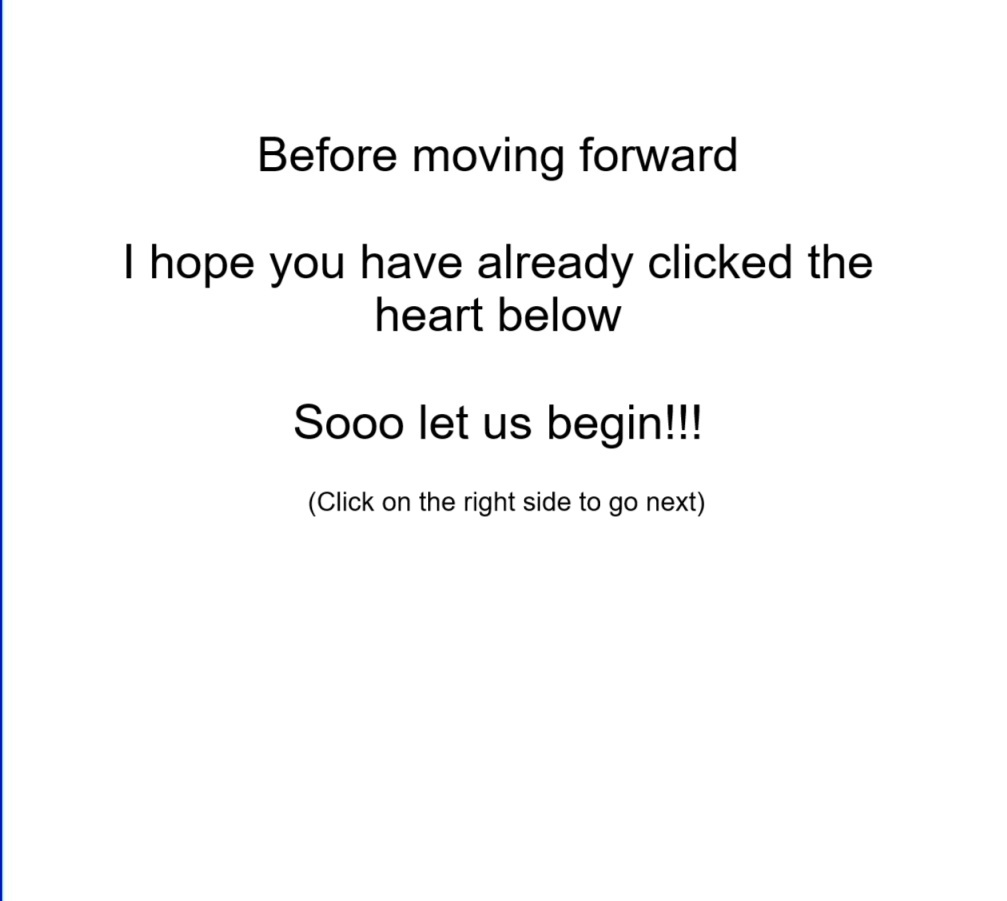 Before moving forward
I hope you have already clicked the
heart below
Sooo let us begin!!!
(Click on the right side to go next)